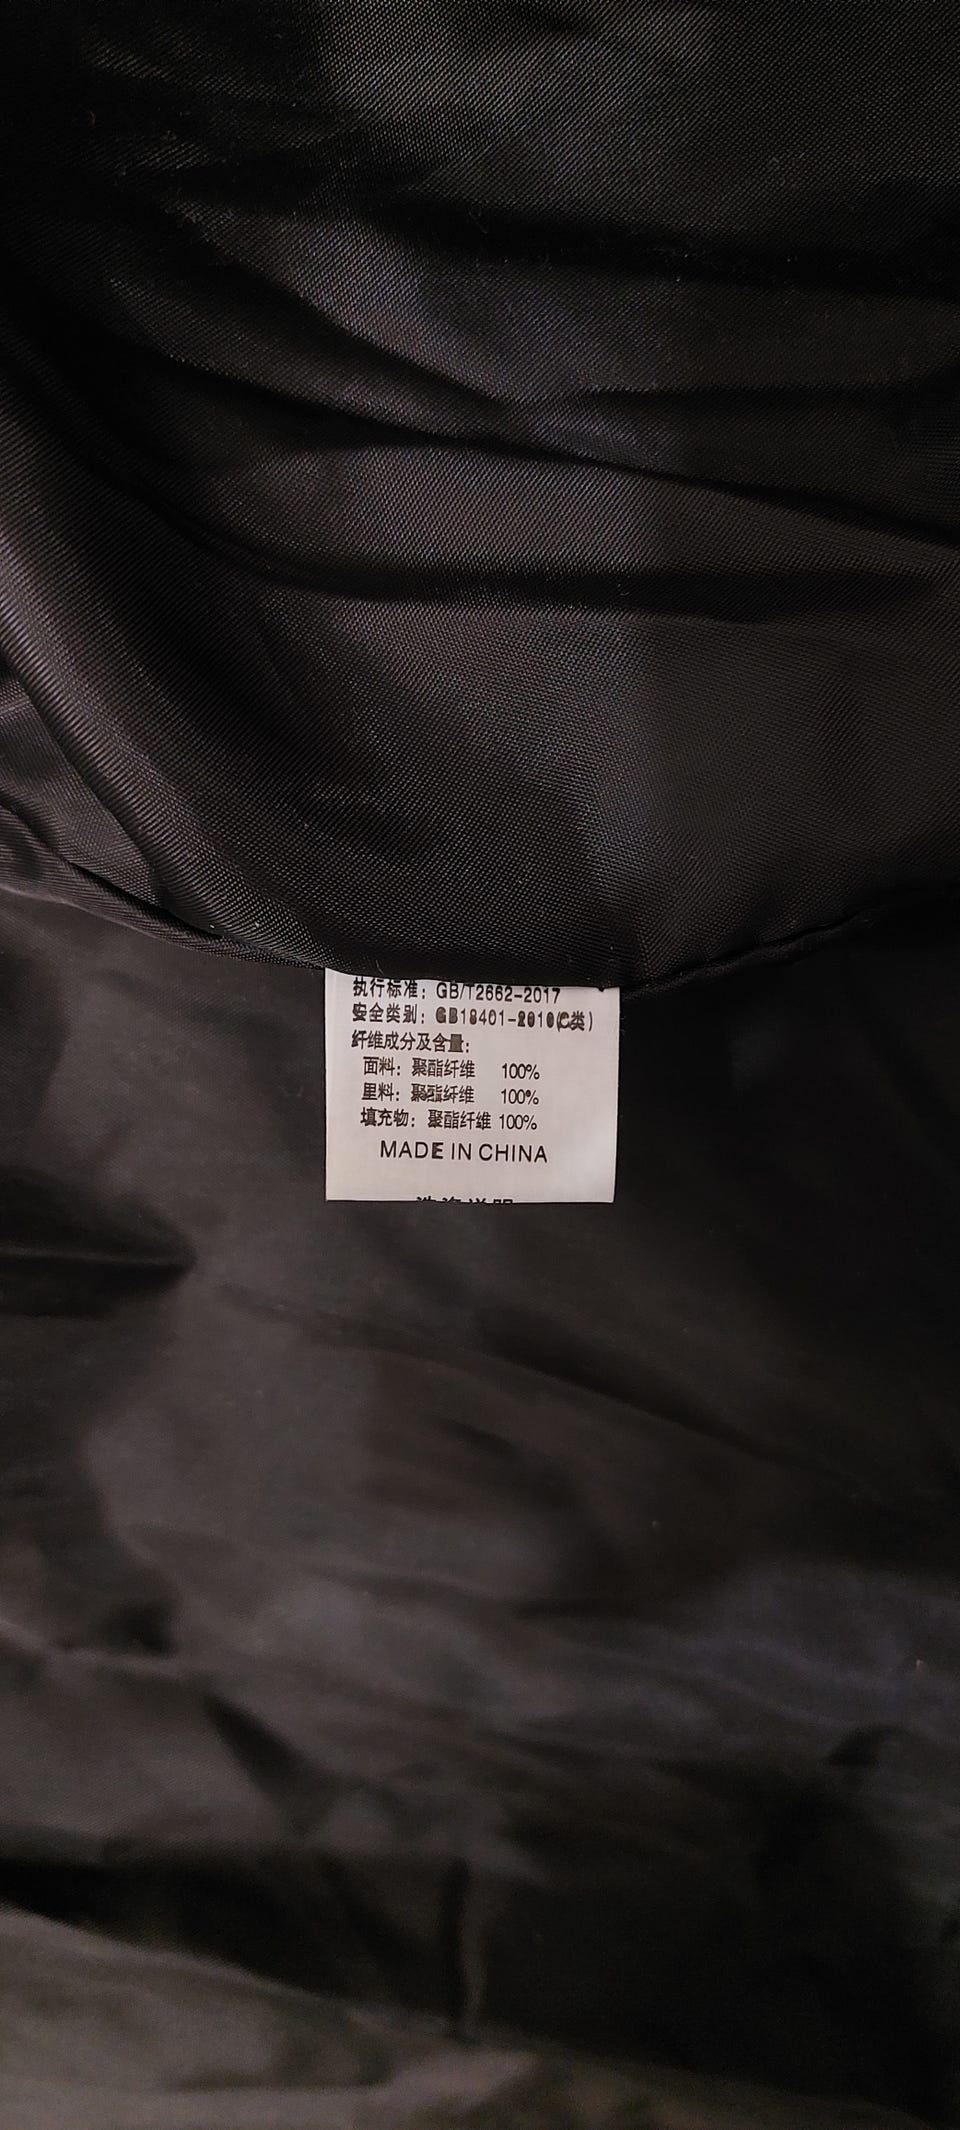 执行标准：GB/T2662-2017
安全类别：GB18401-2010(C类)
纤维成分及含量：
面料：聚酯纤维 100%
里料：聚酯纤维 100%
填充物：聚酯纤维 100%
MADE IN CHINA